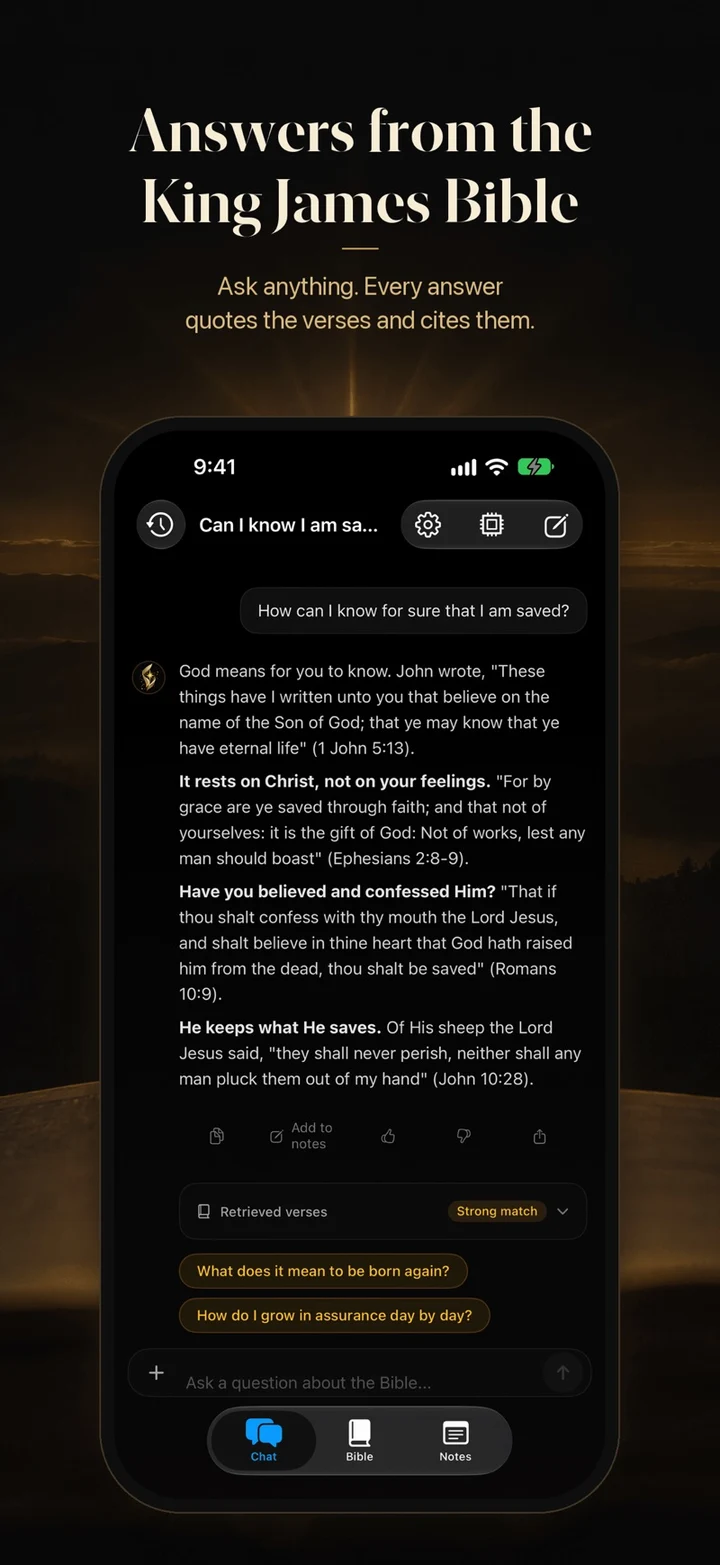 Answers from the
King James Bible
Ask anything. Every answer
quotes the verses and cites them.
9:41
Can I know I am sa...
How can I know for sure that I am saved?
God means for you to know. John wrote, "These
things have I written unto you that believe on the
name of the Son of God; that ye may know that ye
have eternal life" (1 John 5:13).
It rests on Christ, not on your feelings. "For by
grace are ye saved through faith; and that not of
yourselves: it is the gift of God: Not of works, lest any
man should boast" (Ephesians 2:8-9).
Have you believed and confessed Him? "That if
thou shalt confess with thy mouth the Lord Jesus,
and shalt believe in thine heart that God hath raised
him from the dead, thou shalt be saved" (Romans
10:9).
He keeps what He saves. Of His sheep the Lord
Jesus said, "they shall never perish, neither shall any
man pluck them out of my hand" (John 10:28).
Add to
notes
Retrieved verses Strong match
What does it mean to be born again?
How do I grow in assurance day by day?
Ask a question about the Bible...
Chat Bible Notes